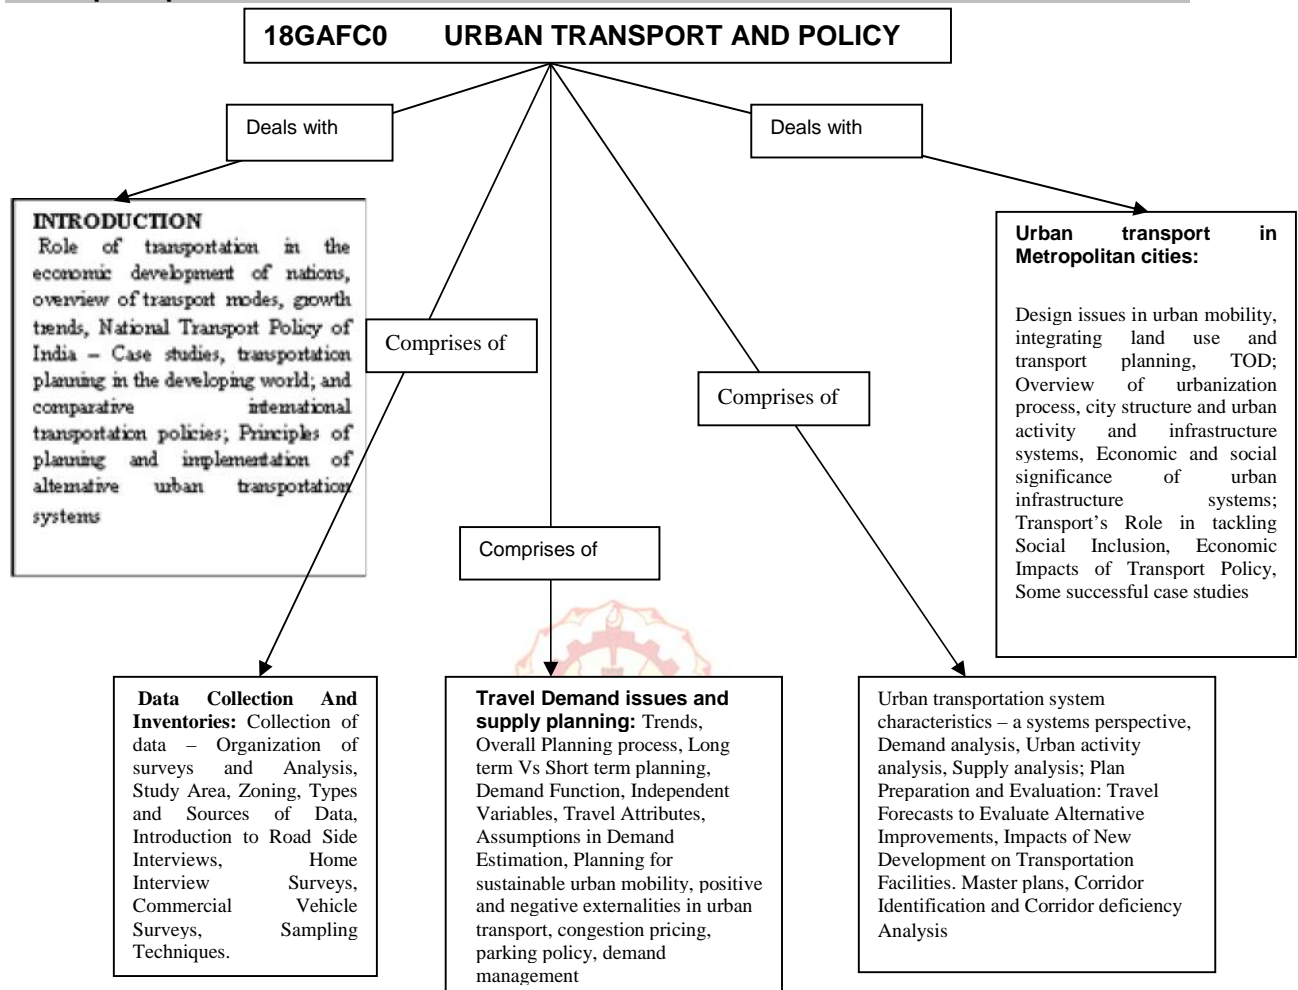 18GAFC0 URBAN TRANSPORT AND POLICY
Deals with
Deals with
INTRODUCTION
Role of transportation in the
economic development of nations,
overview of transport modes, growth
trends, National Transport Policy of
India – Case studies, transportation
planning in the developing world; and
comparative international
transportation policies; Principles of
planning and implementation of
alternative urban transportation
systems
Urban transport in
Metropolitan cities:
Design issues in urban mobility,
integrating land use and
transport planning, TOD;
Overview of urbanization
process, city structure and urban
activity and infrastructure
systems, Economic and social
significance of urban
infrastructure systems;
Transport’s Role in tackling
Social Inclusion, Economic
Impacts of Transport Policy,
Some successful case studies
Comprises of
Comprises of
Comprises of
Data Collection And
Inventories: Collection of
data – Organization of
surveys and Analysis,
Study Area, Zoning, Types
and Sources of Data,
Introduction to Road Side
Interviews, Home
Interview Surveys,
Commercial Vehicle
Surveys, Sampling
Techniques.
Travel Demand issues and
supply planning: Trends,
Overall Planning process, Long
term Vs Short term planning,
Demand Function, Independent
Variables, Travel Attributes,
Assumptions in Demand
Estimation, Planning for
sustainable urban mobility, positive
and negative externalities in urban
transport, congestion pricing,
parking policy, demand
management
Urban transportation system
characteristics – a systems perspective,
Demand analysis, Urban activity
analysis, Supply analysis; Plan
Preparation and Evaluation: Travel
Forecasts to Evaluate Alternative
Improvements, Impacts of New
Development on Transportation
Facilities. Master plans, Corridor
Identification and Corridor deficiency
Analysis